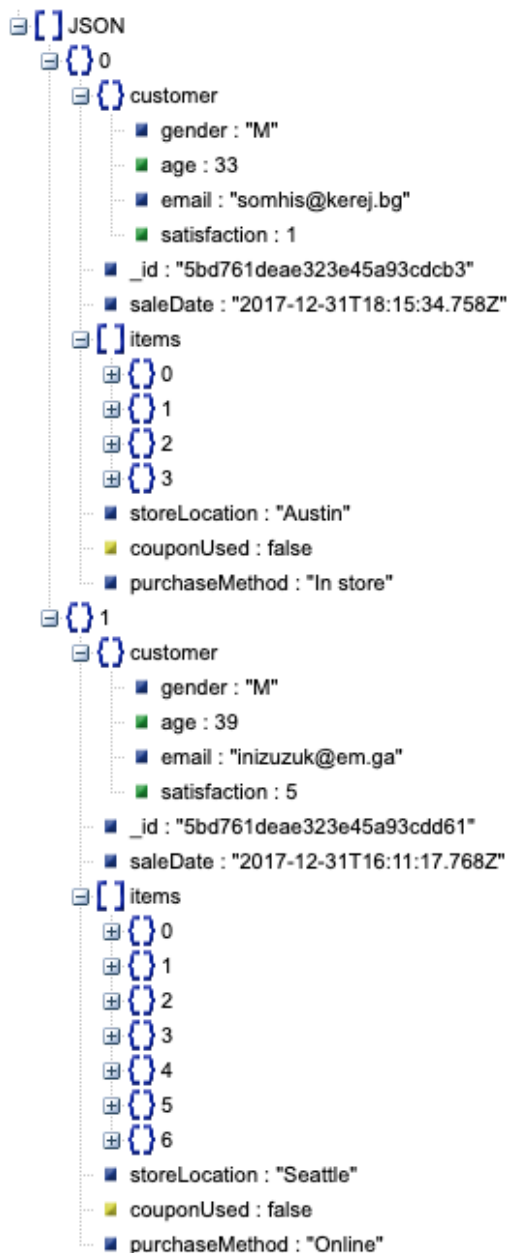 JSON
0
customer
gender : "M"
age : 33
email : "somhis@kerej.bg"
satisfaction : 1
_id : "5bd761deae323e45a93cdcb3"
saleDate : "2017-12-31T18:15:34.758Z"
items
0
1
2
3
storeLocation : "Austin"
couponUsed : false
purchaseMethod : "In store"
1
customer
gender : "M"
age : 39
email : "inizuzuk@em.ga"
satisfaction : 5
_id : "5bd761deae323e45a93cdd61"
saleDate : "2017-12-31T16:11:17.768Z"
items
0
1
2
3
4
5
6
storeLocation : "Seattle"
couponUsed : false
purchaseMethod : "Online"